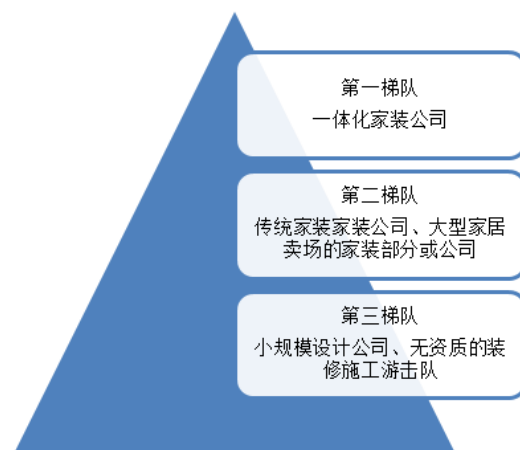 第一梯队
一体化家装公司
第二梯队
传统家装家装公司、大型家居
卖场的家装部分或公司
第三梯队
小规模设计公司、无资质的装
修施工游击队